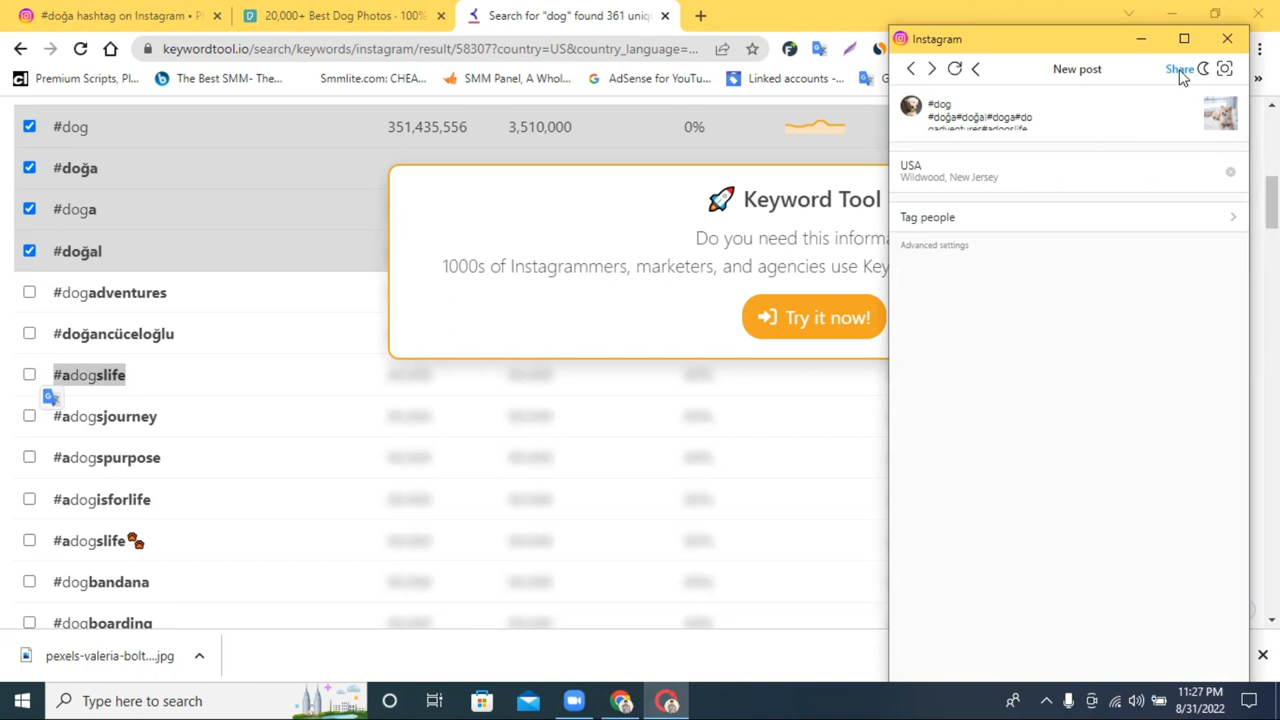 #doğa hashtag on Instagram • P
20,000+ Best Dog Photos · 100%
Search for "dog" found 361 uniq
keywordtool.io/search/keywords/instagram/result/58307?country=US&country_language=...
Premium Scripts, Pl...
The Best SMM- The...
Smmlite.com: CHEA...
SMM Panel, A Whol...
AdSense for YouTu...
Linked accounts -...
#dog 351,435,556 3,510,000 0%
#doğa
#doga
#doğal
#dogadventures
#doğancüceloğlu
#adogslife
#adogsjourney
#adogspurpose
#adogisforlife
#adogslife
#dogbandana
#dogboarding
🚀 Keyword Tool
Do you need this informa
1000s of Instagrammers, marketers, and agencies use Key
Try it now!
Instagram
New post
Share
#dog
#doğa#doğal#doga#do
gadventures#adogslife
USA
Wildwood, New Jersey
Tag people
Advanced settings
pexels-valeria-bolt....jpg
Type here to search
11:27 PM
8/31/2022